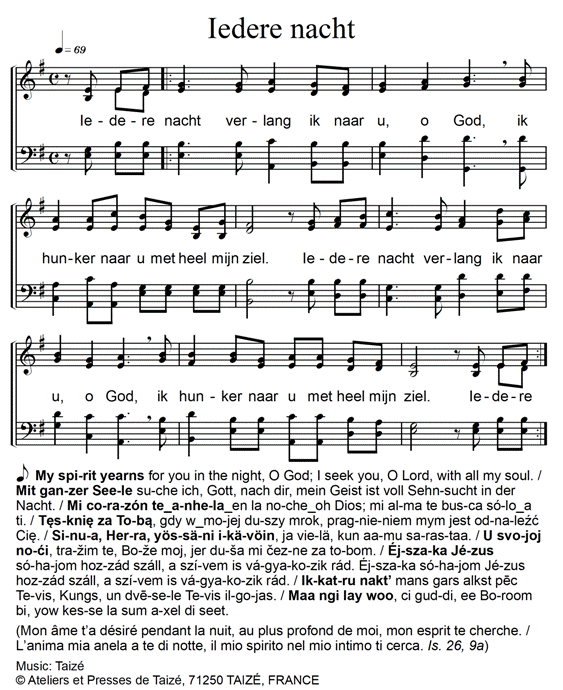 Iedere nacht
= 69
Ie - de - re nacht ver - lang ik naar u, o God, ik
hun - ker naar u met heel mijn ziel. Ie - de - re nacht ver - lang ik naar
u, o God, ik hun - ker naar u met heel mijn ziel. Ie - de - re
My spi-rit yearns for you in the night, O God; I seek you, O Lord, with all my soul. /
Mit gan-zer See-le su-che ich, Gott, nach dir, mein Geist ist voll Sehn-sucht in der
Nacht. / Mi co-ra-zón te_a-nhe-la_en la no-che_oh Dios; mi al-ma te bus-ca só-lo_a
ti. / Tęs-knię za To-bą, gdy w_mo-jej du-szy mrok, prag-nie-niem mym jest od-na-leźć
Cię. / Si-nu-a, Her-ra, yös-sä-ni i-kä-vöin, ja vie-lä, kun aa-mu sa-ras-taa. / U svo-joj
no-ći, tra-žim te, Bo-že moj, jer du-ša mi čez-ne za to-bom. / Éj-sza-ka Jé-zus
só-ha-jom hoz-zád száll, a szí-vem is vá-gya-ko-zik rád. Éj-sza-ka só-ha-jom Jé-zus
hoz-zád száll, a szí-vem is vá-gya-ko-zik rád. / Ik-kat-ru nakt’ mans gars alkst pēc
Te-vis, Kungs, un dvē-se-le Te-vis il-go-jas. / Maa ngi lay woo, ci gud-di, ee Bo-room
bi, yow kes-se la sum a-xel di seet.
(Mon âme t’a désiré pendant la nuit, au plus profond de moi, mon esprit te cherche. /
L’anima mia anela a te di notte, il mio spirito nel mio intimo ti cerca. Is. 26, 9a)
Music: Taizé
© Ateliers et Presses de Taizé, 71250 TAIZÉ, FRANCE